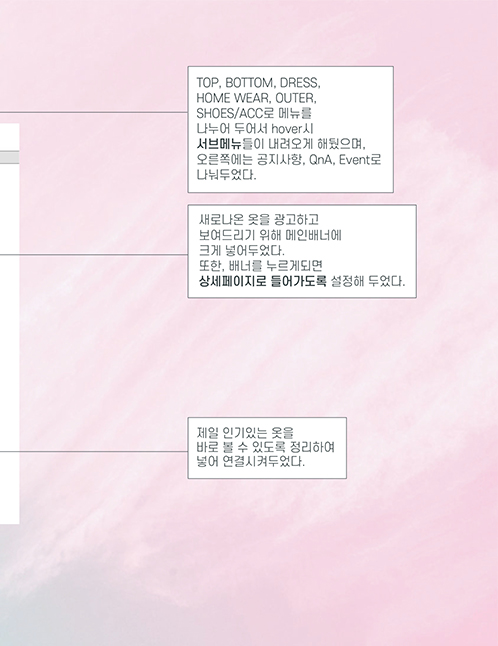 TOP, BOTTOM, DRESS,
HOME WEAR, OUTER,
SHOES/ACC로 메뉴를
나누어 두어서 hover시
서브메뉴들이 내려오게 해뒀으며,
오른쪽에는 공지사항, QnA, Event로
나눠두었다.
새로나온 옷을 광고하고
보여드리기 위해 메인배너에
크게 넣어두었다.
또한, 배너를 누르게되면
상세페이지로 들어가도록 설정해 두었다.
제일 인기있는 옷을
바로 볼 수 있도록 정리하여
넣어 연결시켜두었다.